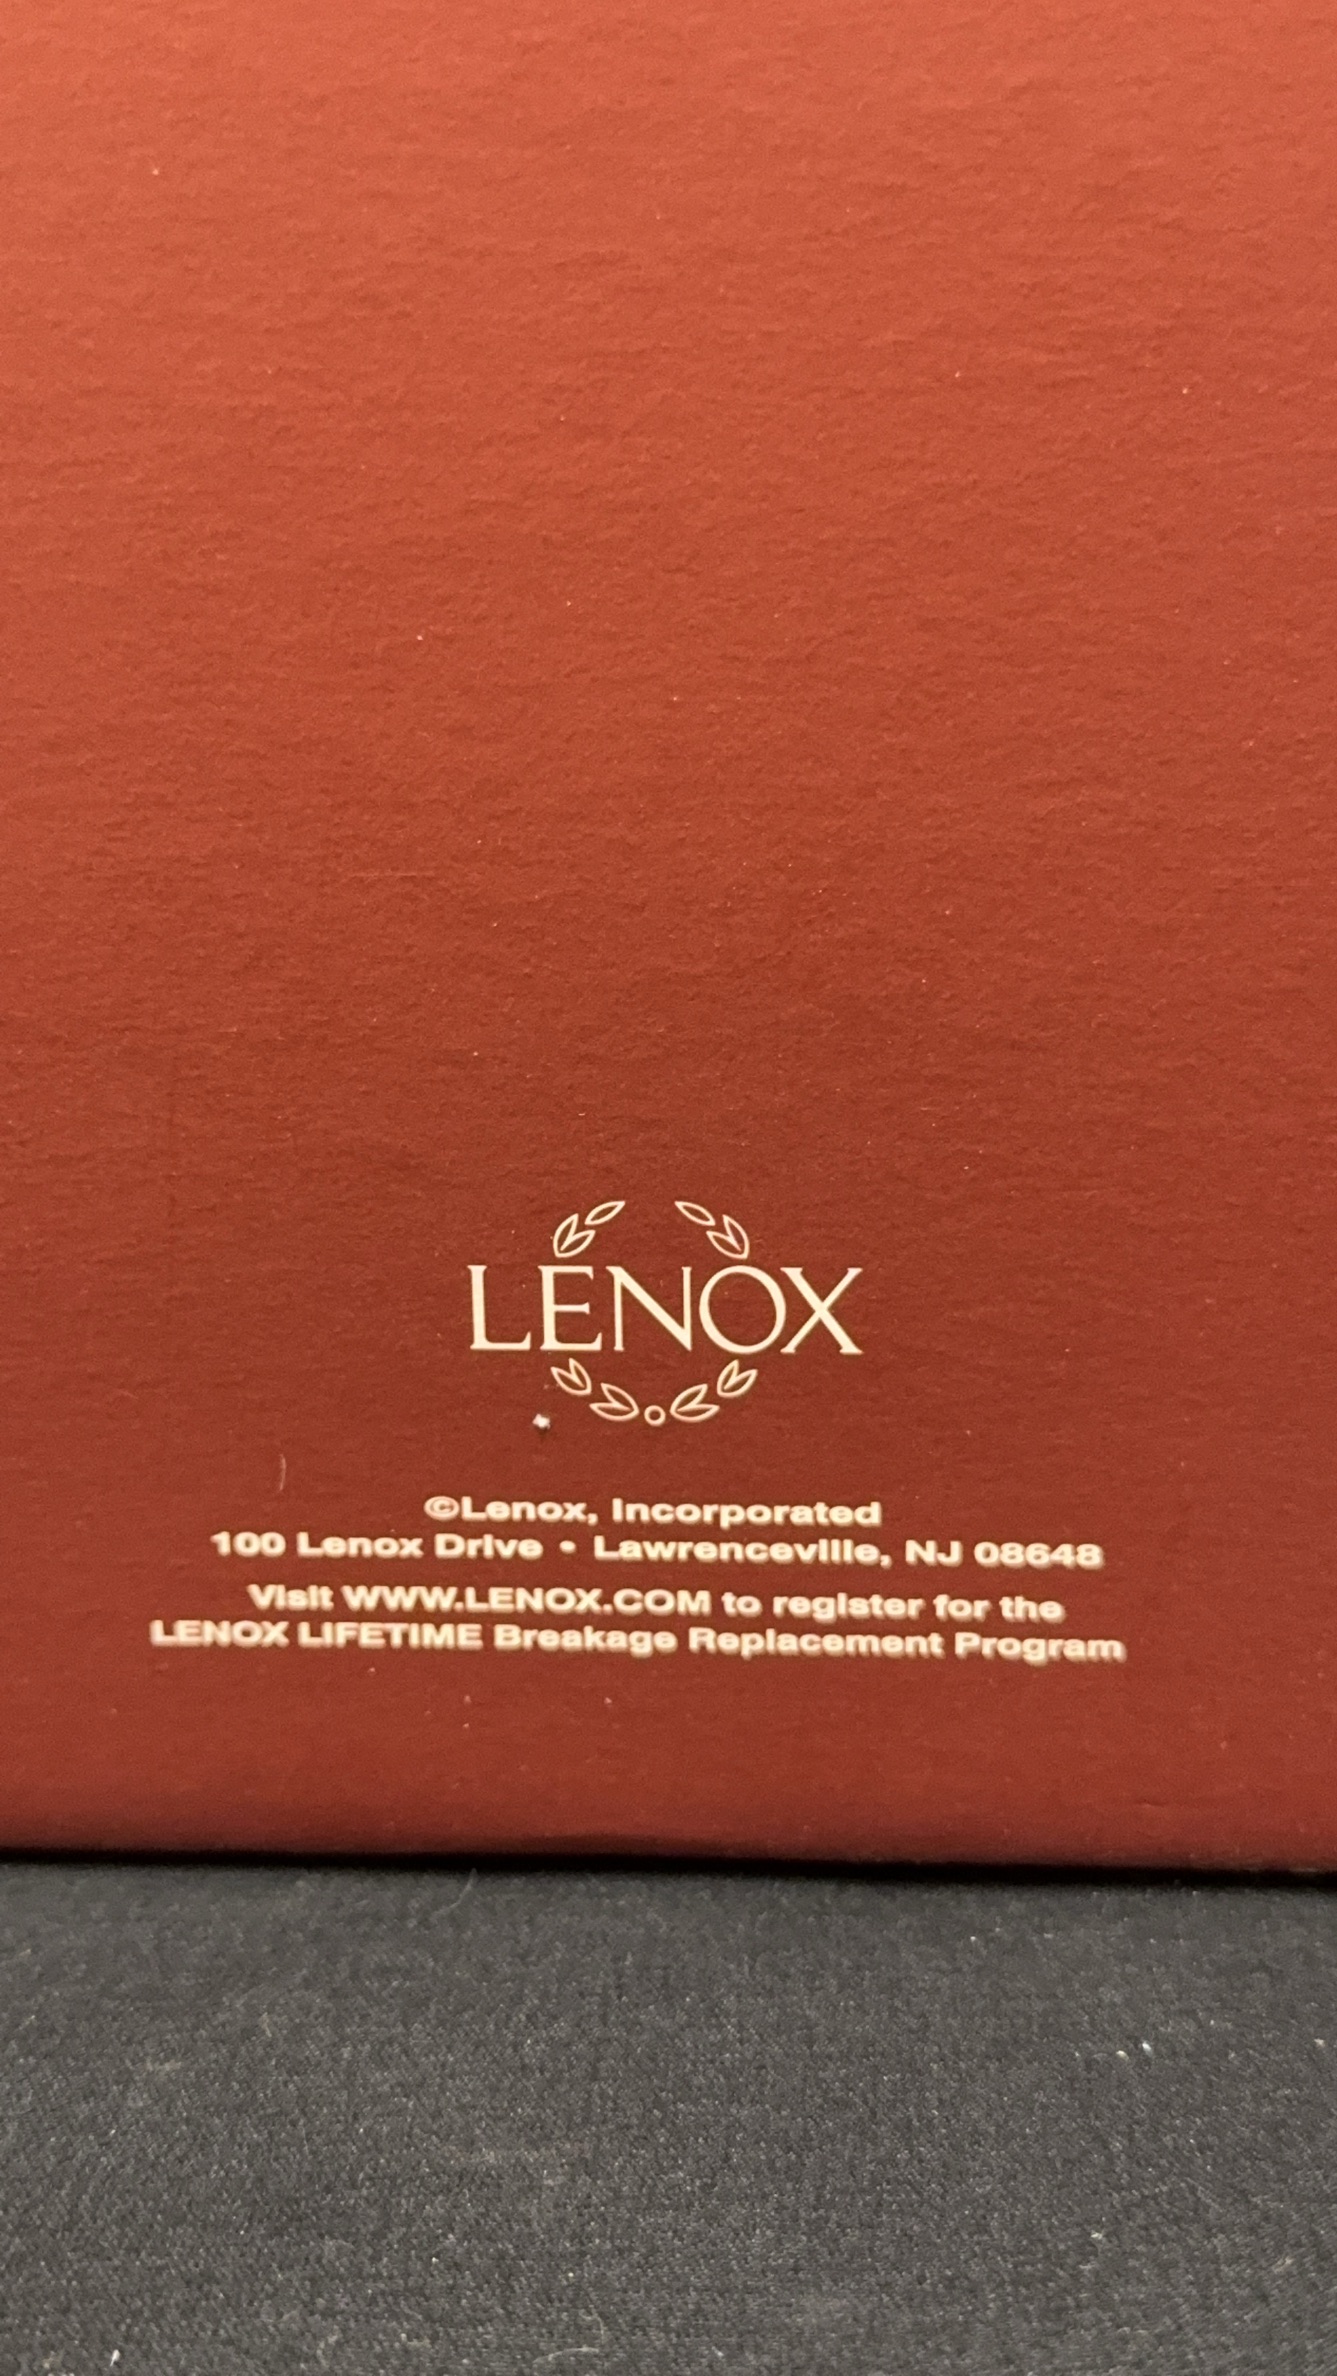 LENOX
©Lenox, Incorporated
100 Lenox Drive • Lawrenceville, NJ 08648
Visit WWW.LENOX.COM to register for the
LENOX LIFETIME Breakage Replacement Program